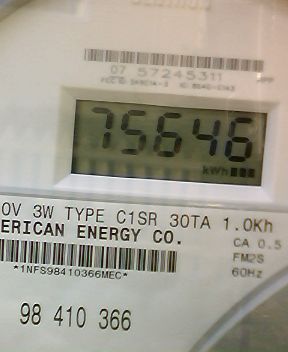 07 57245311
75646
kWh
0V 3W TYPE C1SR 30TA 1.0Kh
ERICAN ENERGY CO.
CA 0.5
*1NFS98410366MEC*
FM2S
60Hz
98 410 366